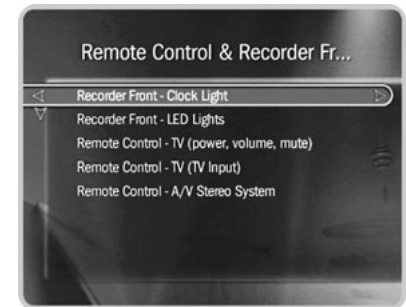 Remote Control & Recorder Fr...
Recorder Front - Clock Light
Recorder Front - LED Lights
Remote Control - TV (power, volume, mute)
Remote Control - TV (TV Input)
Remote Control - A/V Stereo System